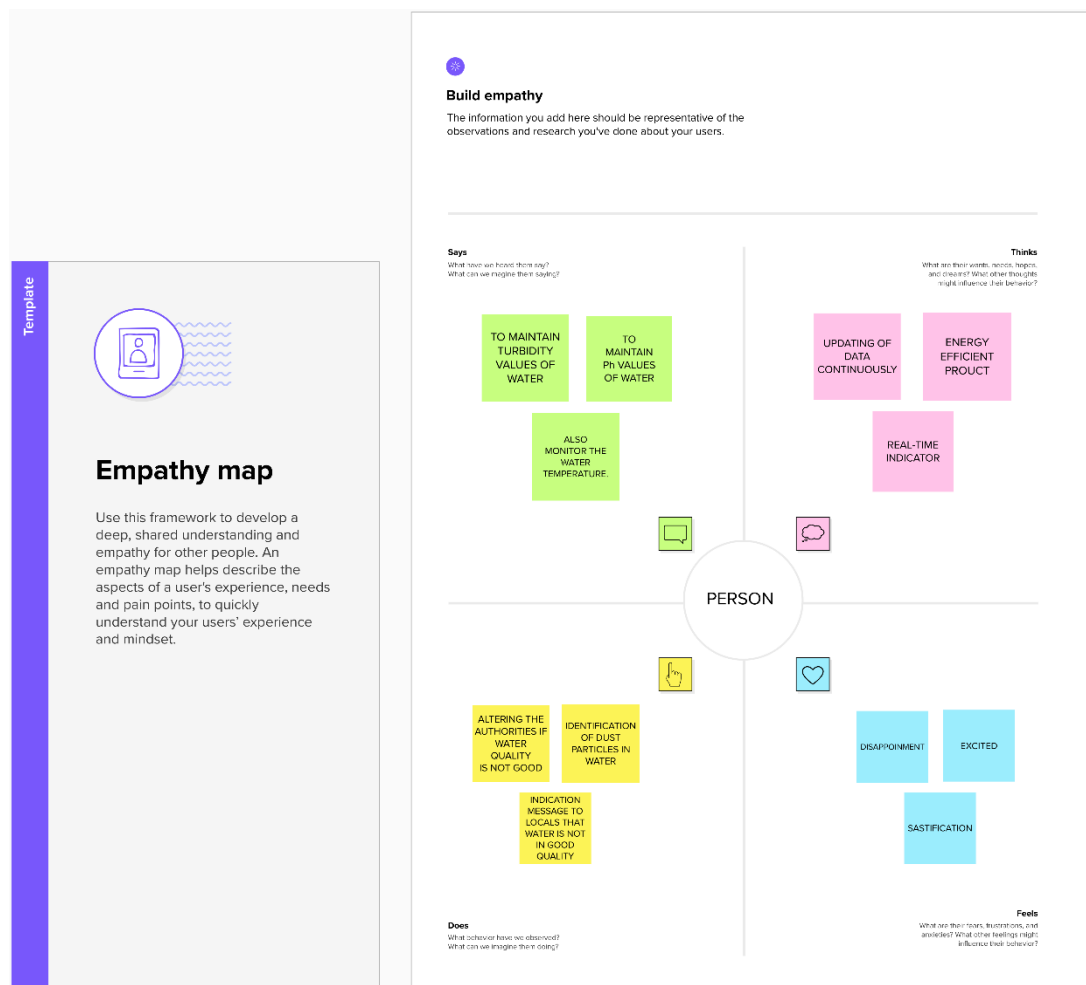 Template
Empathy map
Use this framework to develop a
deep, shared understanding and
empathy for other people. An
empathy map helps describe the
aspects of a user's experience, needs
and pain points, to quickly
understand your users' experience
and mindset.
Build empathy
The information you add here should be representative of the
observations and research you've done about your users.
Says
What have we heard them say?
What can we imagine them saying?
Thinks
What are their wants, needs, hopes,
and dreams? What other thoughts
might influence their behavior?
TO MAINTAIN
TURBIDITY
VALUES OF
WATER
TO
MAINTAIN
Ph VALUES
OF WATER
ALSO
MONITOR THE
WATER
TEMPERATURE.
UPDATING OF
DATA
CONTINUOUSLY
ENERGY
EFFICIENT
PROUCT
REAL-TIME
INDICATOR
PERSON
ALTERING THE
AUTHORITIES IF
WATER
QUALITY
IS NOT GOOD
IDENTIFICATION
OF DUST
PARTICLES IN
WATER
INDICATION
MESSAGE TO
LOCALS THAT
WATER IS NOT
IN GOOD
QUALITY
DISAPPOINMENT
EXCITED
SASTIFICATION
Does
What behavior have we observed?
What can we imagine them doing?
Feels
What are their fears, frustrations, and
anxieties? What other feelings might
influence their behavior?